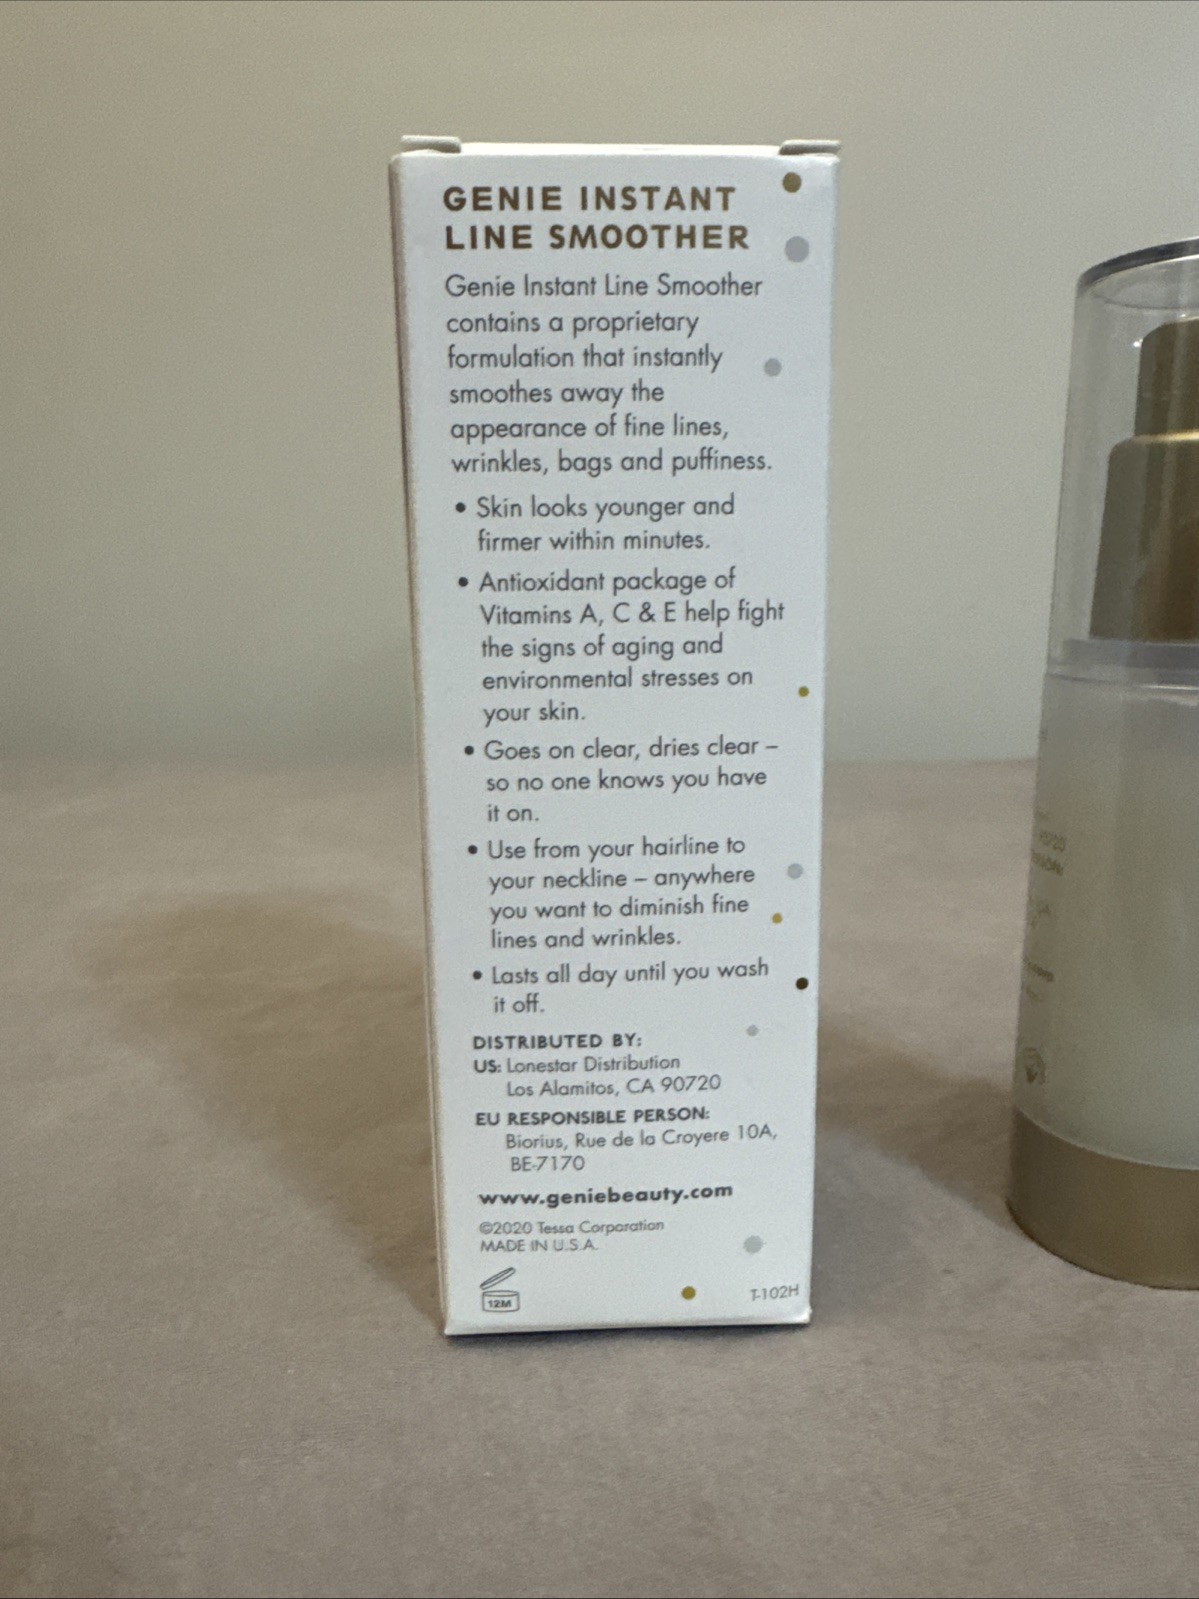 GENIE INSTANT
LINE SMOOTHER
Genie Instant Line Smoother
contains a proprietary
formulation that instantly
smoothes away the
appearance of fine lines,
wrinkles, bags and puffiness.
• Skin looks younger and
firmer within minutes.
• Antioxidant package of
Vitamins A, C & E help fight
the signs of aging and
environmental stresses on
your skin.
• Goes on clear, dries clear –
so no one knows you have
it on.
• Use from your hairline to
your neckline – anywhere
you want to diminish fine
lines and wrinkles.
• Lasts all day until you wash
it off.
DISTRIBUTED BY:
US: Lonestar Distribution
Los Alamitos, CA 90720
EU RESPONSIBLE PERSON:
Biorius, Rue de la Croyere 10A,
BE-7170
www.geniebeauty.com
©2020 Tessa Corporation
MADE IN U.S.A.
12M
T-102H